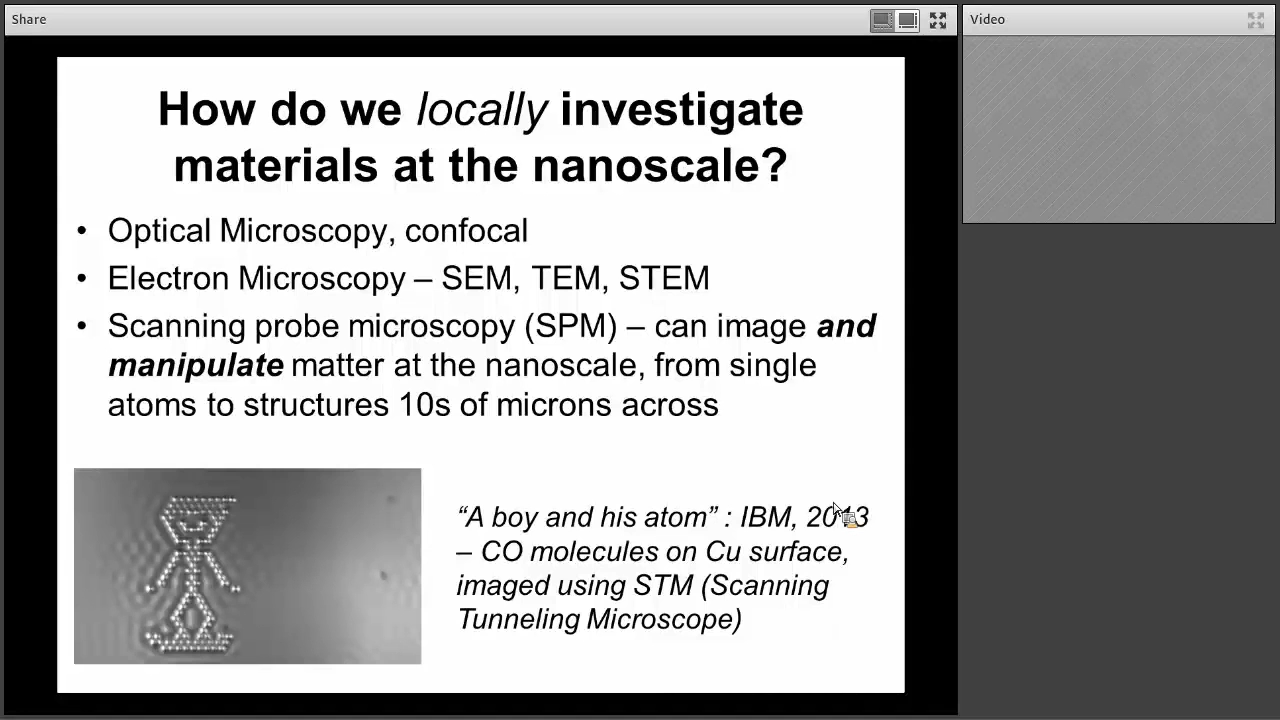 Share
Video
How do we locally investigate
materials at the nanoscale?
• Optical Microscopy, confocal
• Electron Microscopy – SEM, TEM, STEM
• Scanning probe microscopy (SPM) – can image and
manipulate matter at the nanoscale, from single
atoms to structures 10s of microns across
“A boy and his atom” : IBM, 2013
– CO molecules on Cu surface,
imaged using STM (Scanning
Tunneling Microscope)